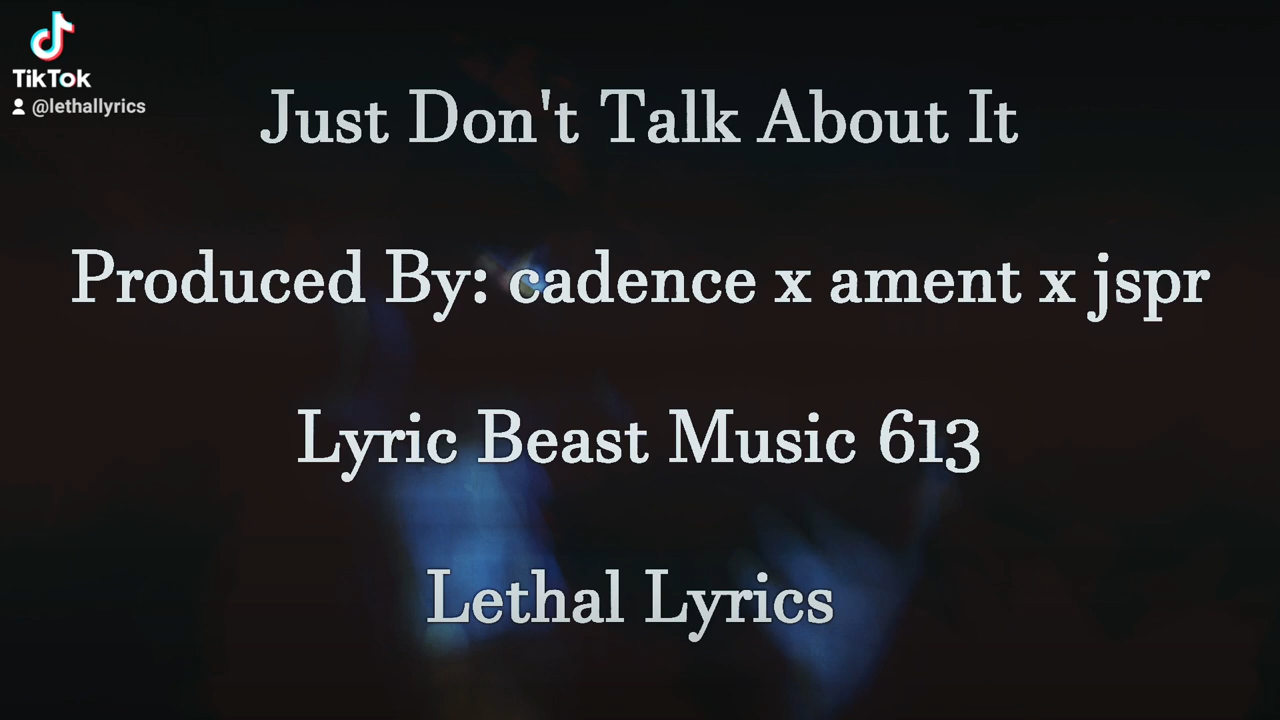 TikTok
@lethallyrics
Just Don't Talk About It
Produced By: cadence x ament x jspr
Lyric Beast Music 613
Lethal Lyrics